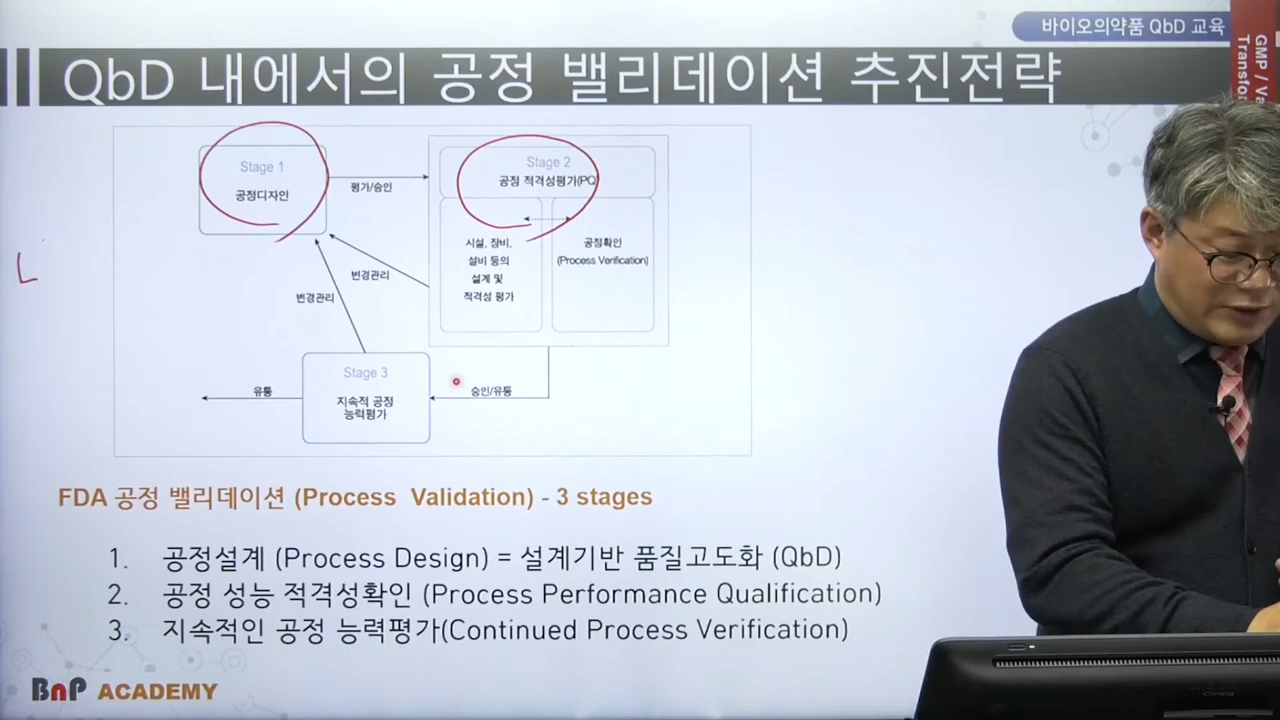 바이오의약품 QbD 교육
GMP / Va
Transfo
QbD 내에서의 공정 밸리데이션 추진전략
Stage 1
공정디자인
평가/승인
Stage 2
공정 적격성평가(PQ)
시설, 장비,
설비 등의
설계 및
적격성 평가
공정확인
(Process Verification)
변경관리
변경관리
Stage 3
지속적 공정
능력평가
유통
승인/유통
L
FDA 공정 밸리데이션 (Process Validation) - 3 stages
1. 공정설계 (Process Design) = 설계기반 품질고도화 (QbD)
2. 공정 성능 적격성확인 (Process Performance Qualification)
3. 지속적인 공정 능력평가(Continued Process Verification)
BnP ACADEMY